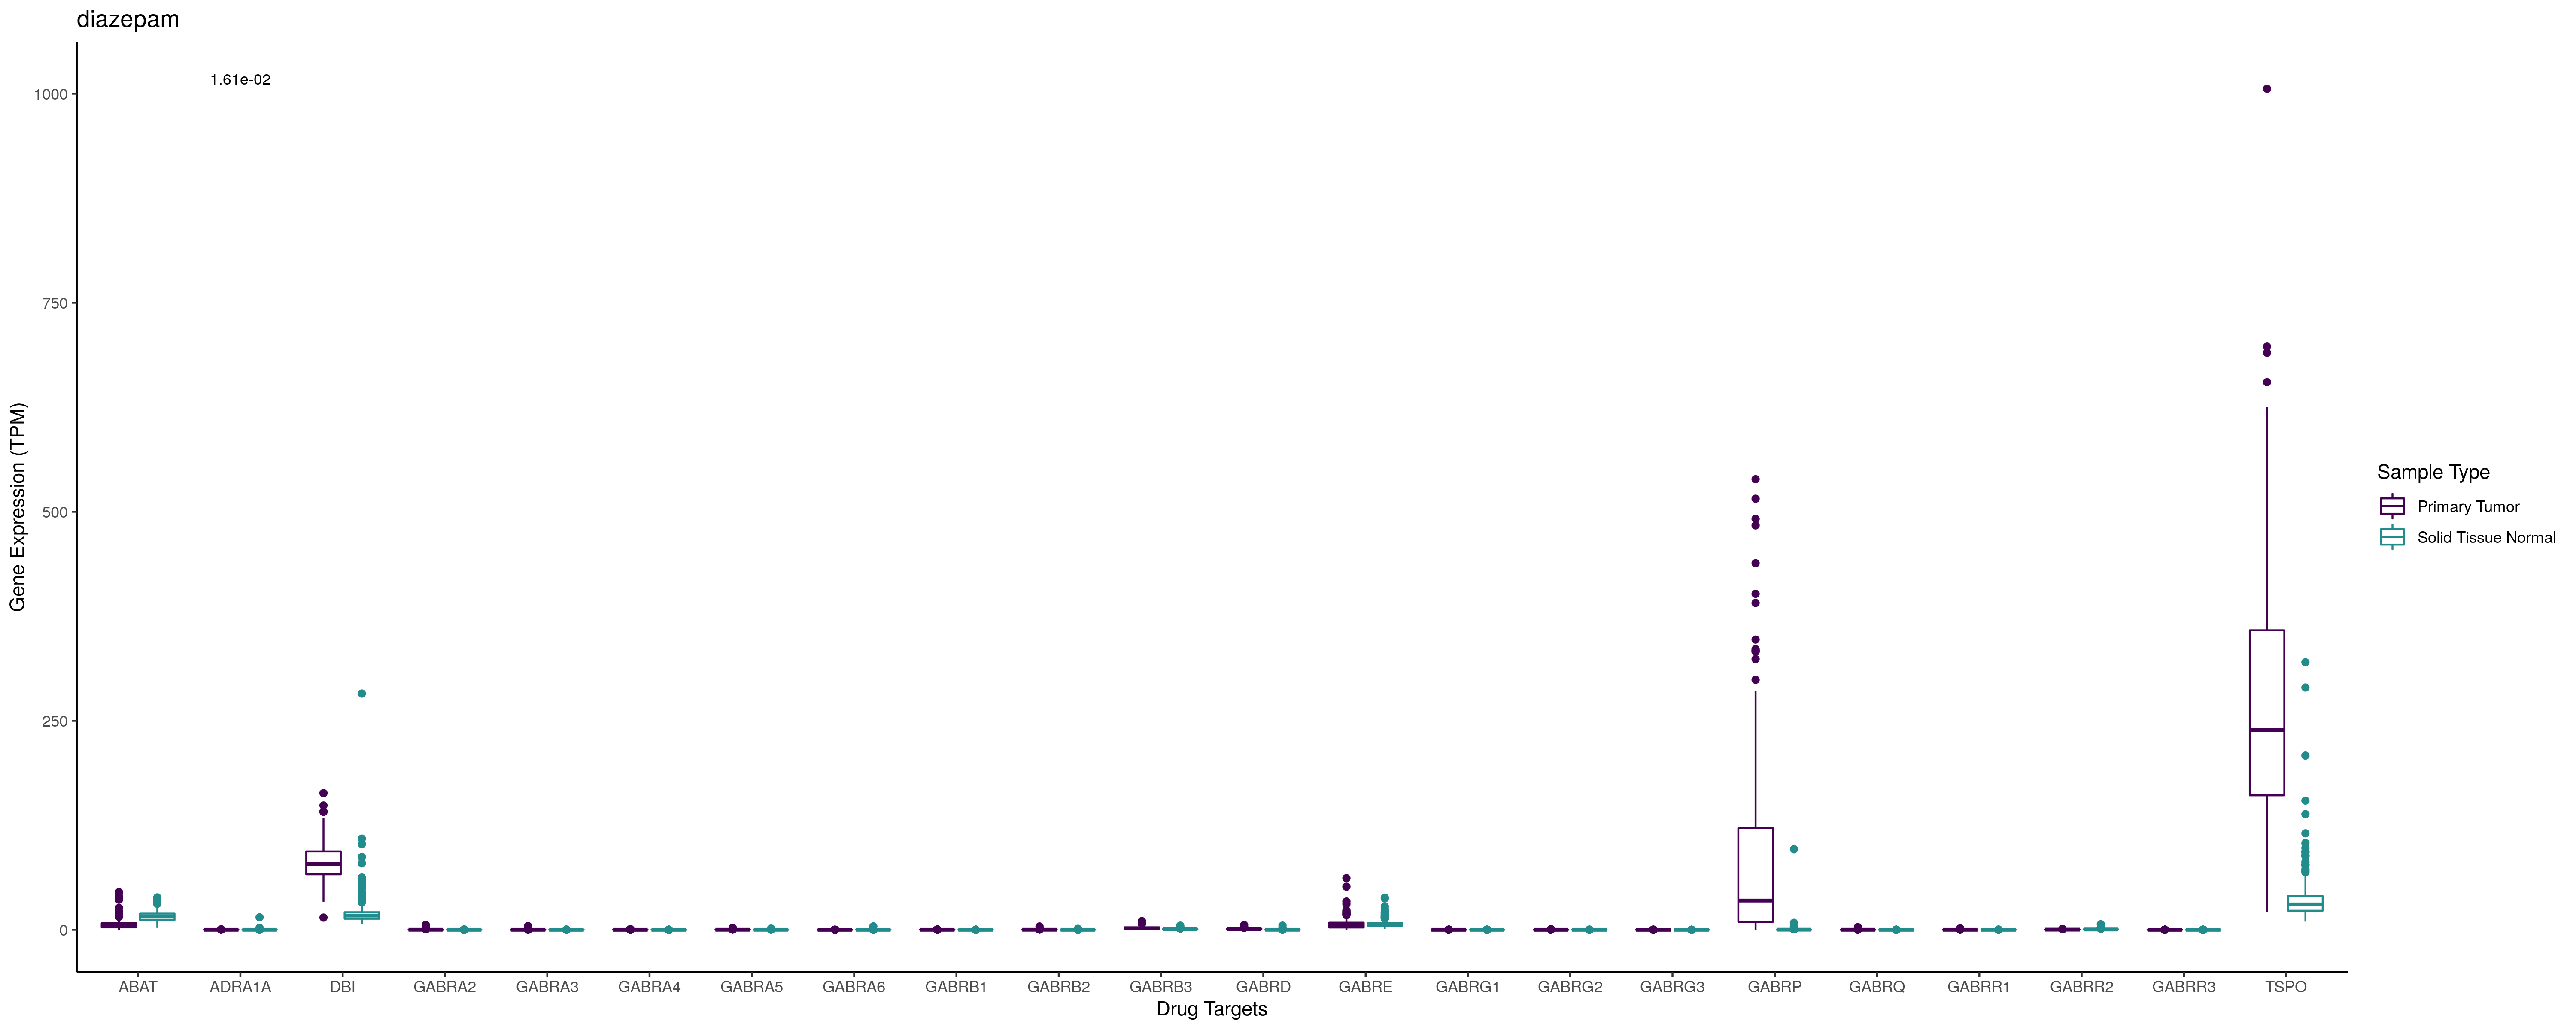 diazepam
1.61e-02
1000
750
500
250
0
Gene Expression (TPM)
ABAT ADRA1A DBI GABRA2 GABRA3 GABRA4 GABRA5 GABRA6 GABRB1 GABRB2 GABRB3 GABRD GABRE GABRG1 GABRG2 GABRG3 GABRP GABRQ GABRR1 GABRR2 GABRR3 TSPO
Drug Targets
Sample Type
Primary Tumor
Solid Tissue Normal